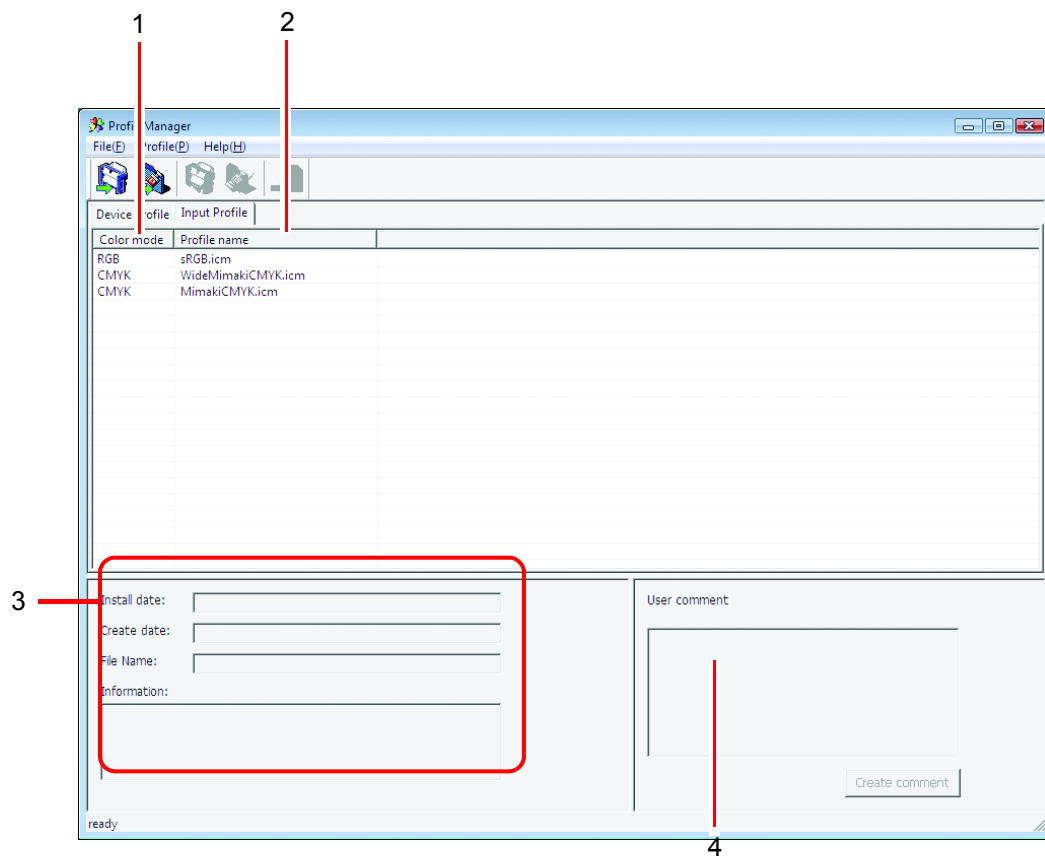 1 2
Profile Manager
File(F) Profile(P) Help(H)
Device Profile Input Profile
Color mode Profile name
RGB sRGB.icm
CMYK WideMimakiCMYK.icm
CMYK MimakiCMYK.icm
3
Install date:
User comment
Create date:
File Name:
Information:
Create comment
ready
4